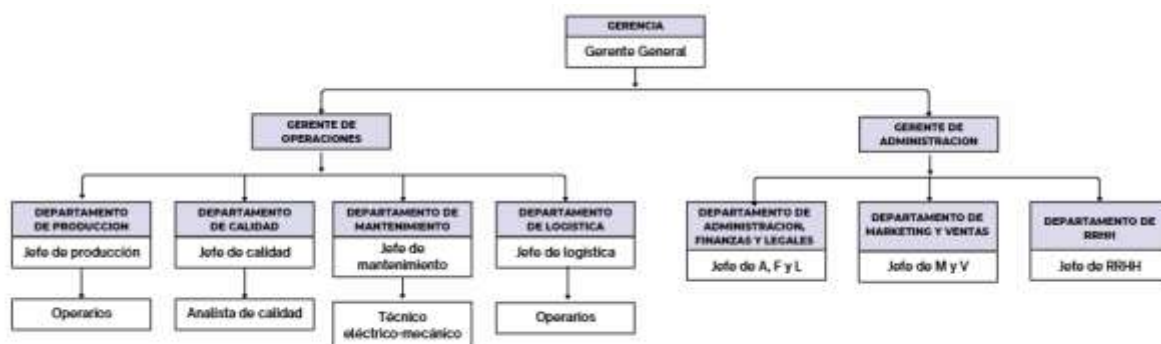 GERENCIA
Gerente General
GERENTE DE
OPERACIONES
GERENTE DE
ADMINISTRACION
DEPARTAMENTO
DE PRODUCCION
Jefe de producción
Operarios
DEPARTAMENTO
DE CALIDAD
Jefe de calidad
Analista de calidad
DEPARTAMENTO DE
MANTENIMIENTO
Jefe de
mantenimiento
Técnico
eléctrico-mecánico
DEPARTAMENTO
DE LOGISTICA
Jefe de logística
Operarios
DEPARTAMENTO DE
ADMINISTRACION,
FINANZAS Y LEGALES
Jefe de A, F y L
DEPARTAMENTO DE
MARKETING Y VENTAS
Jefe de M y V
DEPARTAMENTO DE
RRHH
Jefe de RRHH